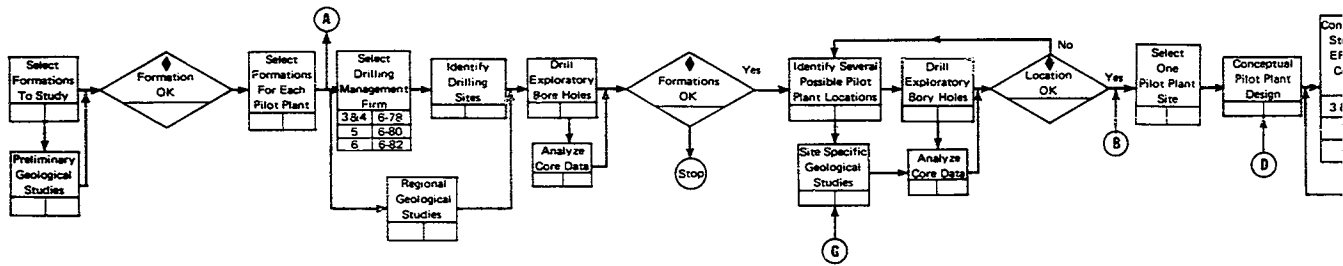 A
Select
Formations
To Study
Preliminary
Geological
Studies
Formation
OK
Select
Formations
For Each
Pilot Plant
Select
Drilling
Management
Firm
3&4 6-78
5 6-80
6 6-82
Regional
Geological
Studies
Identify
Drilling
Sites
Drill
Exploratory
Bore Holes
Analyze
Core Data
Formations
OK
Yes
Stop
Identify Several
Possible Pilot
Plant Locations
Site Specific
Geological
Studies
G
Drill
Exploratory
Bory Holes
Analyze
Core Data
No
Location
OK
Yes
B
Select
One
Pilot Plant
Site
Conceptual
Pilot Plant
Design
D
Con
St
EF
C
3 &